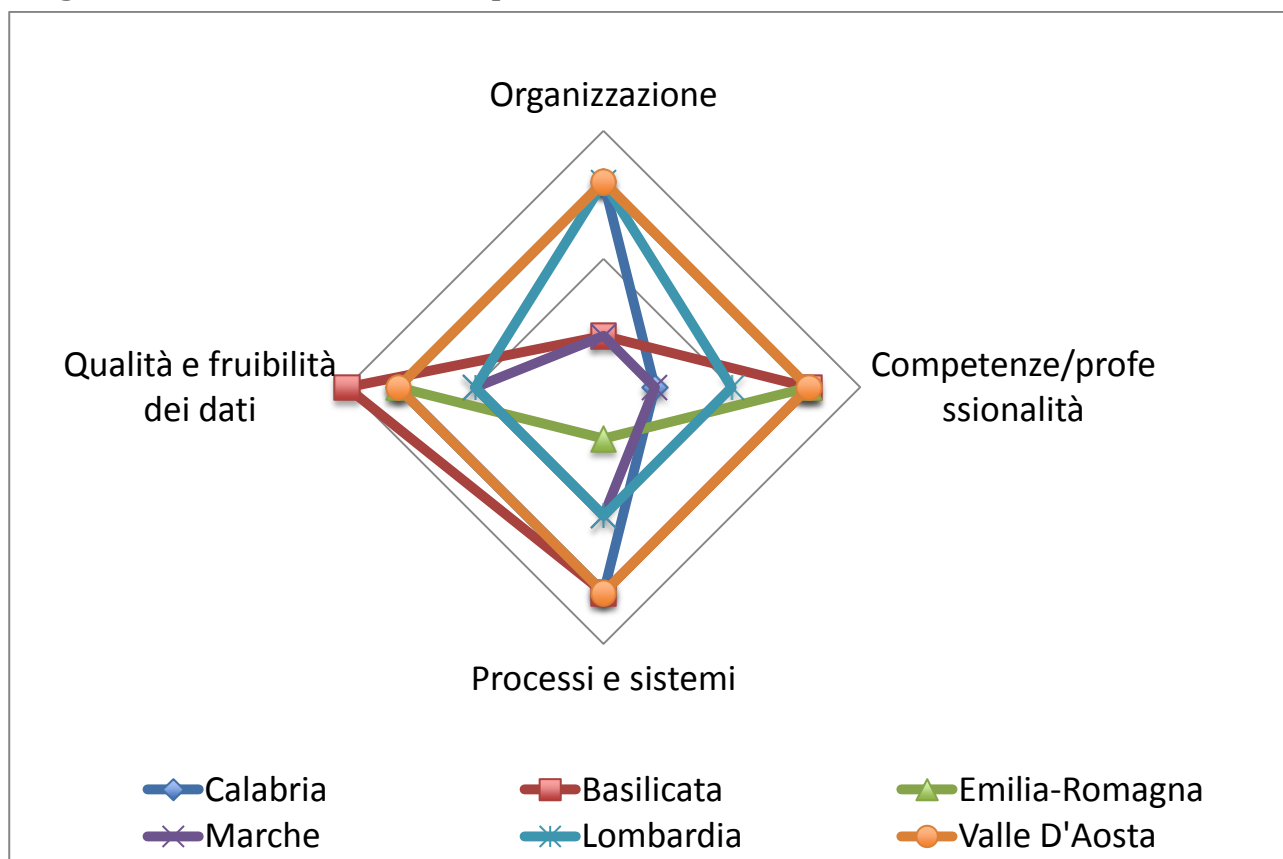 Organizzazione
Qualità e fruibilità
dei dati
Competenze/profe
ssionalità
Processi e sistemi
Calabria
Basilicata
Emilia-Romagna
Marche
Lombardia
Valle D'Aosta